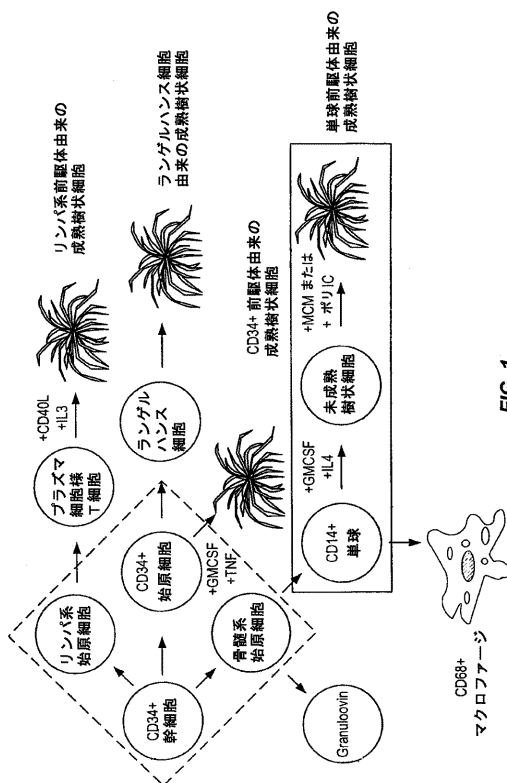 リンパ系前駆体由来の
成熟樹状細胞
+CD40L
+IL3
プラズマ
細胞様
T細胞
リンパ系
始原細胞
ランゲルハンス細胞
由来の成熟樹状細胞
ランゲル
ハンス
細胞
CD34+
始原細胞
CD34+
幹細胞
CD34+ 前駆体由来の
成熟樹状細胞
+GMCSF
+TNF
骨髄系
始原細胞
Granuloovin
単球前駆体由来の
成熟樹状細胞
+MCM または
+ ポリIC
未成熟
樹状細胞
+GMCSF
+IL4
CD14+
単球
CD68+
マクロファージ
FIG. 1